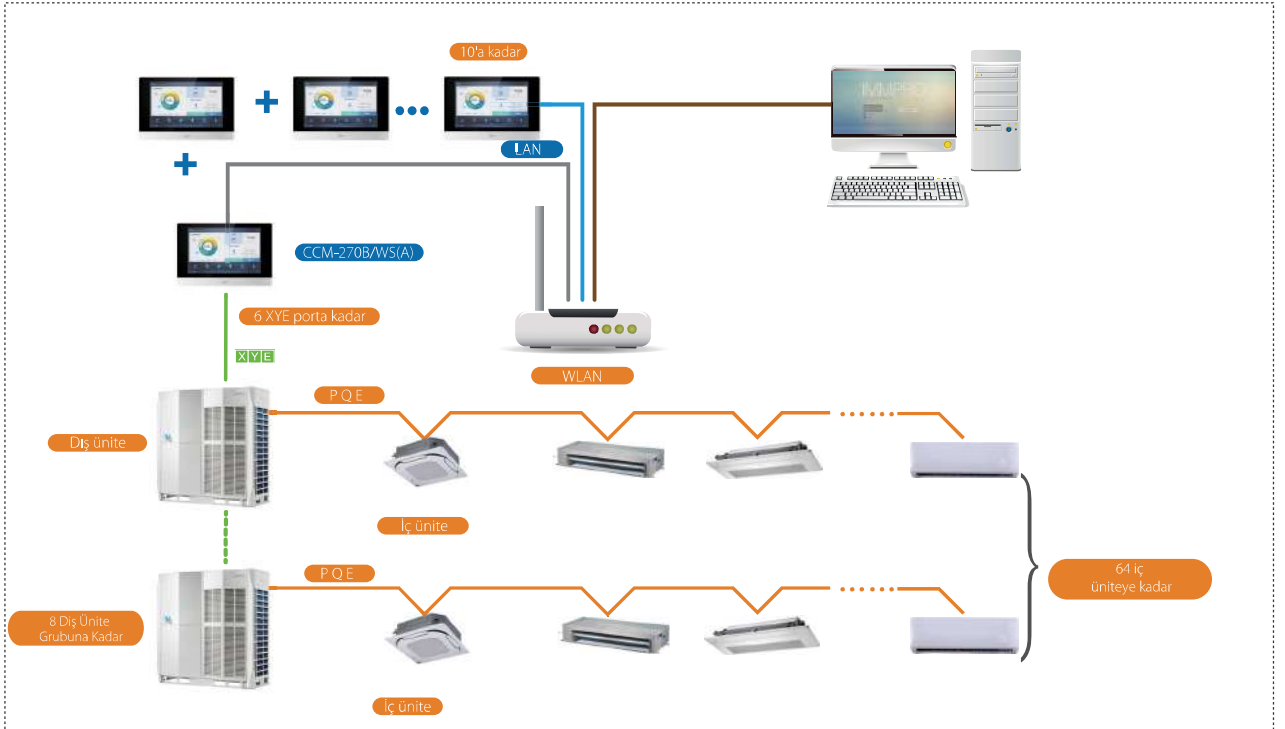 10'a kadar
IMMPRO
LAN
CCM-270B/WS(A)
6 XYE porta kadar
X Y E
WLAN
P Q E
Dış ünite
İç ünite
P Q E
64 iç
üniteye kadar
8 Dış Ünite
Grubuna Kadar
İç ünite